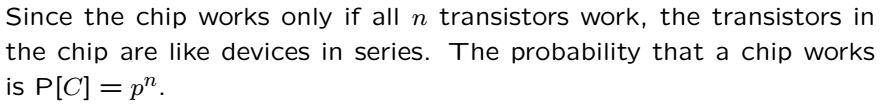 Since the chip works only if all n transistors work, the transistors in
the chip are like devices in series. The probability that a chip works
is P[C] = pⁿ.